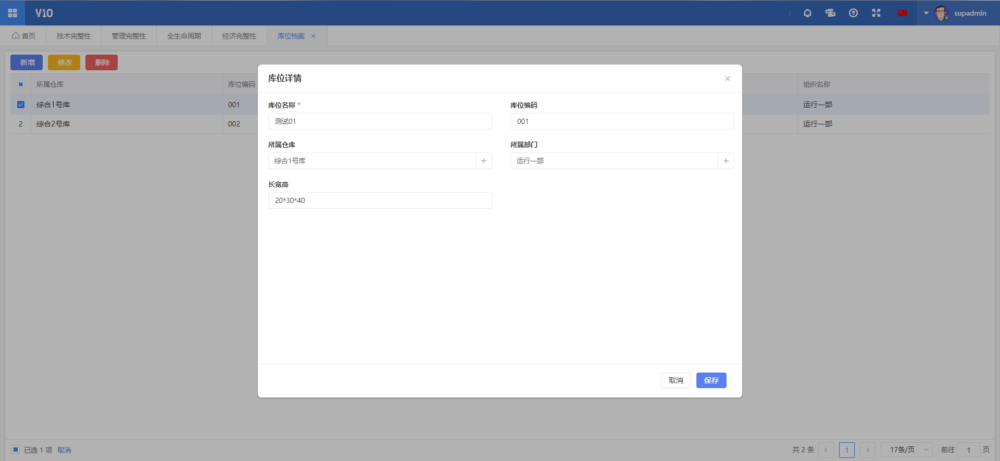 V10
supadmin
首页
技术完整性
管理完整性
全生命周期
经济完整性
库位档案
新增
修改
删除
所属仓库
库位编码
组织名称
综合1号库
001
运行一部
2
综合2号库
002
运行一部
库位详情
库位名称 *
库位编码
测试01
001
所属仓库
所属部门
综合1号库
运行一部
长宽高
20*30*40
取消
保存
已选 1 项 取消
共 2 条
1
17条/页
前往 1 页